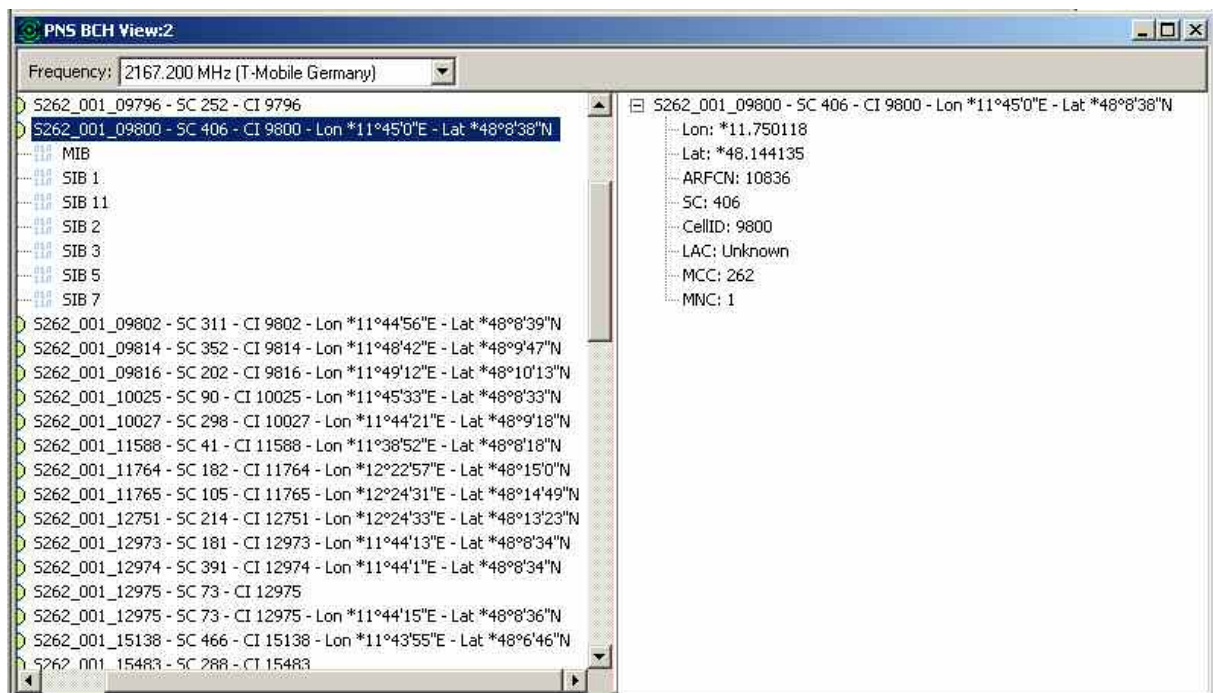 PNS BCH View:2
Frequency: 2167.200 MHz (T-Mobile Germany)
S262_001_09796 - SC 252 - CI 9796
S262_001_09800 - SC 406 - CI 9800 - Lon *11°45'0"E - Lat *48°8'38"N
MIB
SIB 1
SIB 11
SIB 2
SIB 3
SIB 5
SIB 7
S262_001_09802 - SC 311 - CI 9802 - Lon *11°44'56"E - Lat *48°8'39"N
S262_001_09814 - SC 352 - CI 9814 - Lon *11°48'42"E - Lat *48°9'47"N
S262_001_09816 - SC 202 - CI 9816 - Lon *11°49'12"E - Lat *48°10'13"N
S262_001_10025 - SC 90 - CI 10025 - Lon *11°45'33"E - Lat *48°8'33"N
S262_001_10027 - SC 298 - CI 10027 - Lon *11°44'21"E - Lat *48°9'18"N
S262_001_11588 - SC 41 - CI 11588 - Lon *11°38'52"E - Lat *48°8'18"N
S262_001_11764 - SC 182 - CI 11764 - Lon *12°22'57"E - Lat *48°15'0"N
S262_001_11765 - SC 105 - CI 11765 - Lon *12°24'31"E - Lat *48°14'49"N
S262_001_12751 - SC 214 - CI 12751 - Lon *12°24'33"E - Lat *48°13'23"N
S262_001_12973 - SC 181 - CI 12973 - Lon *11°44'13"E - Lat *48°8'34"N
S262_001_12974 - SC 391 - CI 12974 - Lon *11°44'1"E - Lat *48°8'34"N
S262_001_12975 - SC 73 - CI 12975
S262_001_12975 - SC 73 - CI 12975 - Lon *11°44'15"E - Lat *48°8'36"N
S262_001_15138 - SC 466 - CI 15138 - Lon *11°43'55"E - Lat *48°6'46"N
S262_001_15483 - SC 288 - CI 15483
S262_001_09800 - SC 406 - CI 9800 - Lon *11°45'0"E - Lat *48°8'38"N
Lon: *11.750118
Lat: *48.144135
ARFCN: 10836
SC: 406
CellID: 9800
LAC: Unknown
MCC: 262
MNC: 1